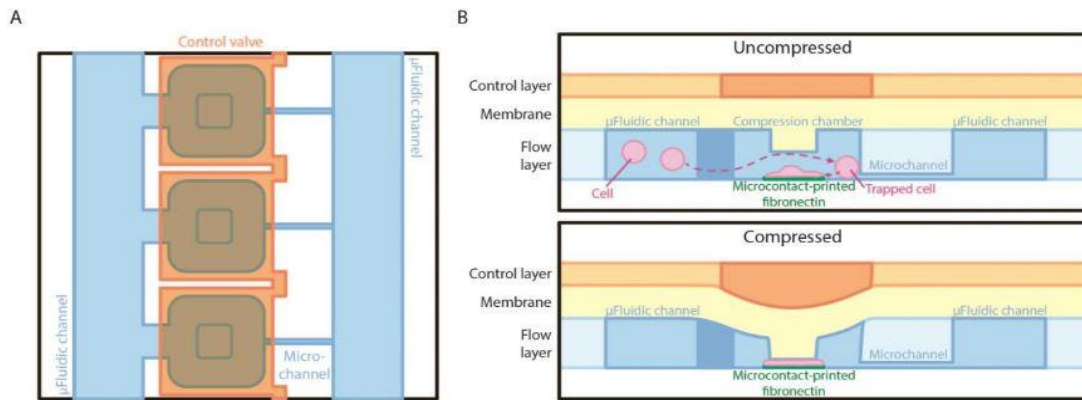 A
Control valve
µFluidic channel
µFluidic channel
Micro-
channel
B
Uncompressed
Control layer
Membrane
µFluidic channel
Compression chamber
µFluidic channel
Flow
layer
Microchannel
Cell
Microcontact-printed
fibronectin
Trapped cell
Compressed
Control layer
Membrane
µFluidic channel
µFluidic channel
Flow
layer
Microchannel
Microcontact-printed
fibronectin